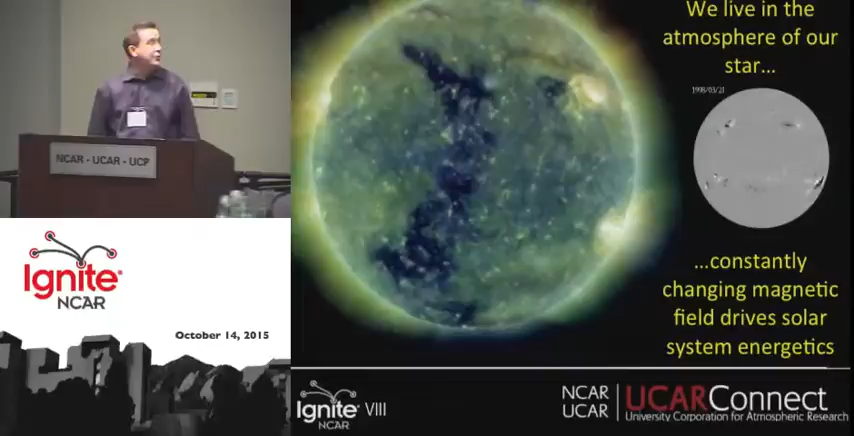 NCAR - UCAR - UCP
Ignite
NCAR
October 14, 2015
We live in the
atmosphere of our
star...
1998/03/21
...constantly
changing magnetic
field drives solar
system energetics
Ignite VIII
NCAR
NCAR
UCAR
UCARConnect
University Corporation for Atmospheric Research